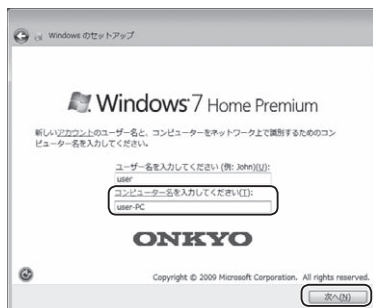 Windows のセットアップ
Windows 7 Home Premium
新しいアカウントのユーザー名と、コンピューターをネットワーク上で識別するためのコン
ピューター名を入力してください。
ユーザー名を入力してください (例: John)(U):
user
コンピューター名を入力してください(T):
user-PC
ONKYO
Copyright © 2009 Microsoft Corporation. All rights reserved.
次へ(N)